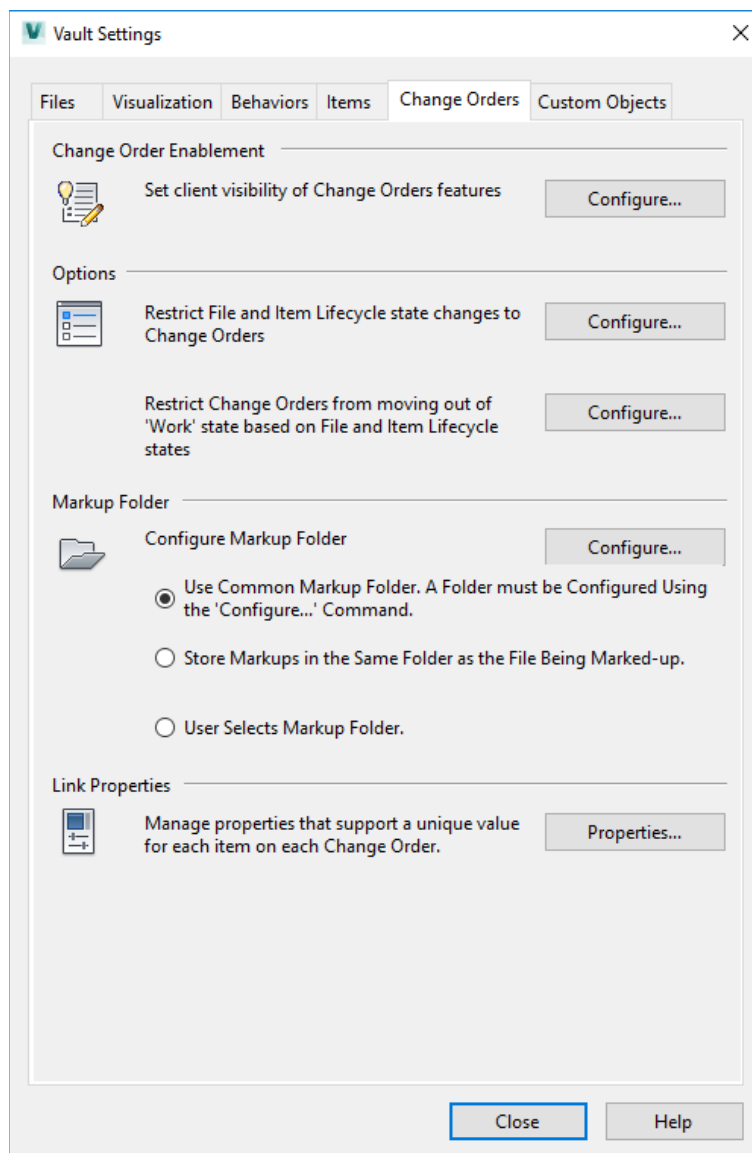 Vault Settings
Files Visualization Behaviors Items Change Orders Custom Objects
Change Order Enablement
Set client visibility of Change Orders features
Configure...
Options
Restrict File and Item Lifecycle state changes to
Change Orders
Configure...
Restrict Change Orders from moving out of
'Work' state based on File and Item Lifecycle
states
Configure...
Markup Folder
Configure Markup Folder
Configure...
Use Common Markup Folder. A Folder must be Configured Using
the 'Configure...' Command.
Store Markups in the Same Folder as the File Being Marked-up.
User Selects Markup Folder.
Link Properties
Manage properties that support a unique value
for each item on each Change Order.
Properties...
Close Help